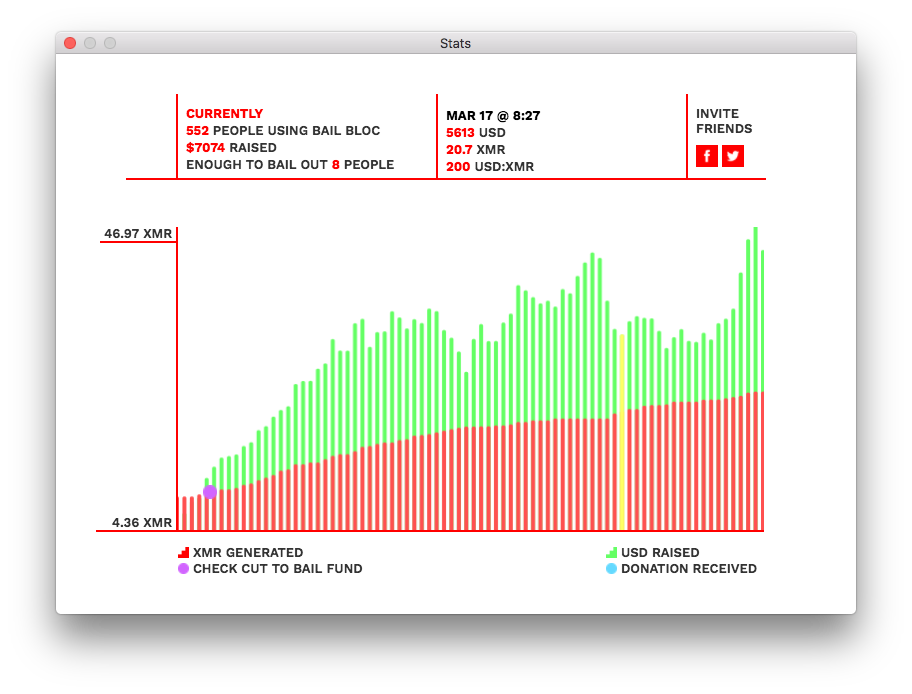 Stats
CURRENTLY
552 PEOPLE USING BAIL BLOC
$7074 RAISED
ENOUGH TO BAIL OUT 8 PEOPLE
MAR 17 @ 8:27
5613 USD
20.7 XMR
200 USD:XMR
INVITE
FRIENDS
46.97 XMR
4.36 XMR
XMR GENERATED
CHECK CUT TO BAIL FUND
USD RAISED
DONATION RECEIVED